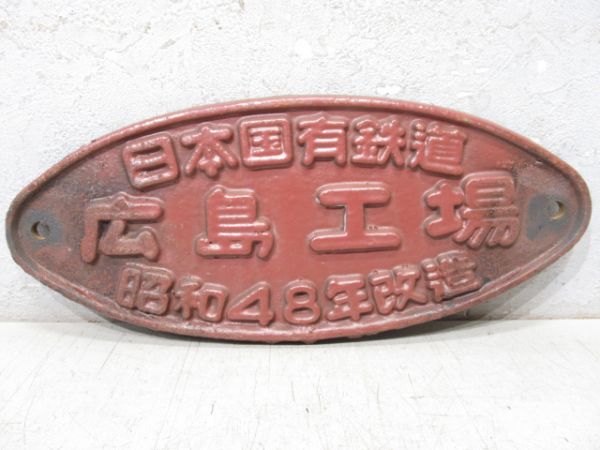 日本国有鉄道
広島工場
昭和48年改造